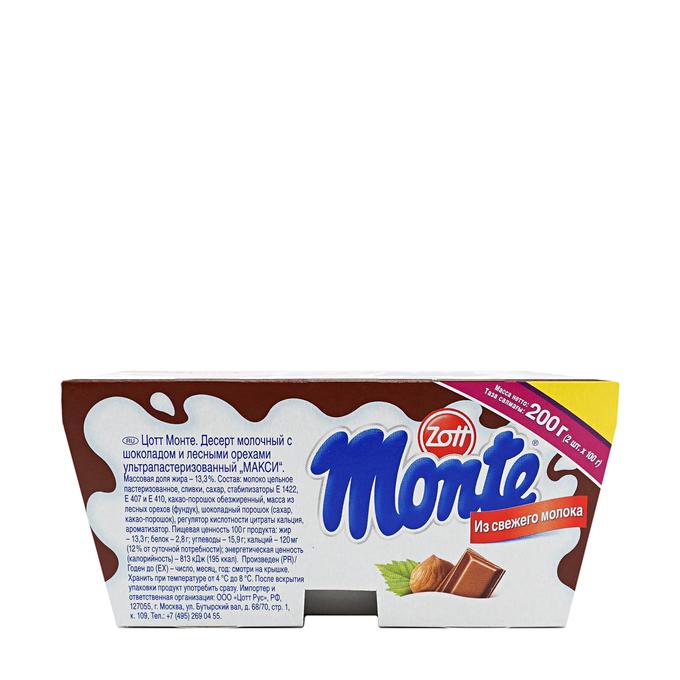 RU Цотт Монте. Десерт молочный с
шоколадом и лесными орехами
ультрапастеризованный „МАКСИ“.
Массовая доля жира – 13,3%. Состав: молоко цельное
пастеризованное, сливки, сахар, стабилизаторы Е 1422,
Е 407 и Е 410, какао-порошок обезжиренный, масса из
лесных орехов (фундук), шоколадный порошок (сахар,
какао-порошок), регулятор кислотности цитраты кальция,
ароматизатор. Пищевая ценность 100 г продукта: жир
– 13,3 г; белок – 2,8 г; углеводы – 15,9 г; кальций – 120 мг
(12% от суточной потребности); энергетическая ценность
(калорийность) – 813 кДж (195 ккал). Произведен (PR)/
Годен до (EX) – число, месяц, год: смотри на крышке.
Хранить при температуре от 4 °С до 8 °С. После вскрытия
упаковки продукт употребить сразу. Импортер и
ответственная организация: ООО «Цотт Рус», РФ,
127055, г. Москва, ул. Бутырский вал, д. 68/70, стр. 1,
к. 109, Тел.: +7 (495) 269 04 55.
Масса нетто:
Таза салмағы:
200 г (2 шт. х 100 г)
Zott
Monte®
Из свежего молока